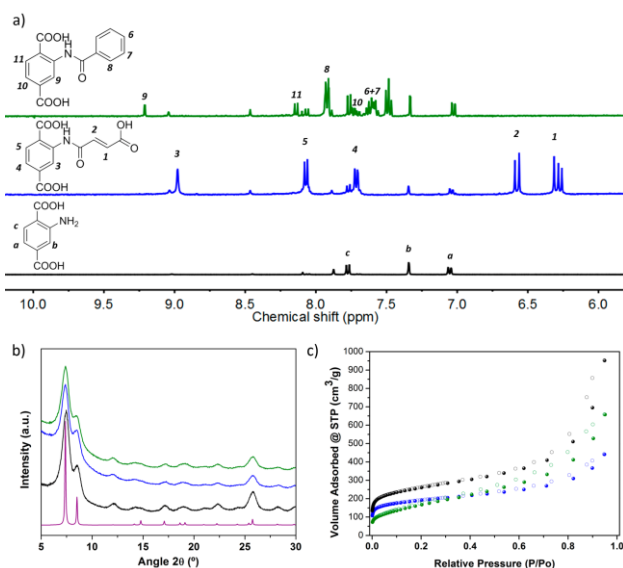 a)
COOH
H
N
O
6
7
8
11
10
9
COOH
9
11
8
10
6+7
COOH
H
N
2
OH
O
O
1
5
4
3
COOH
3
5
4
2
1
COOH
NH2
c
a
b
COOH
c
b
a
10.0 9.5 9.0 8.5 8.0 7.5 7.0 6.5 6.0
Chemical shift (ppm)
b)
Intensity (a.u.)
5 10 15 20 25 30
Angle 2θ (º)
c)
Volume Adsorbed @ STP (cm3/g)
1000
900
800
700
600
500
400
300
200
100
0
0.0 0.2 0.4 0.6 0.8 1
Relative Pressure (P/Po)